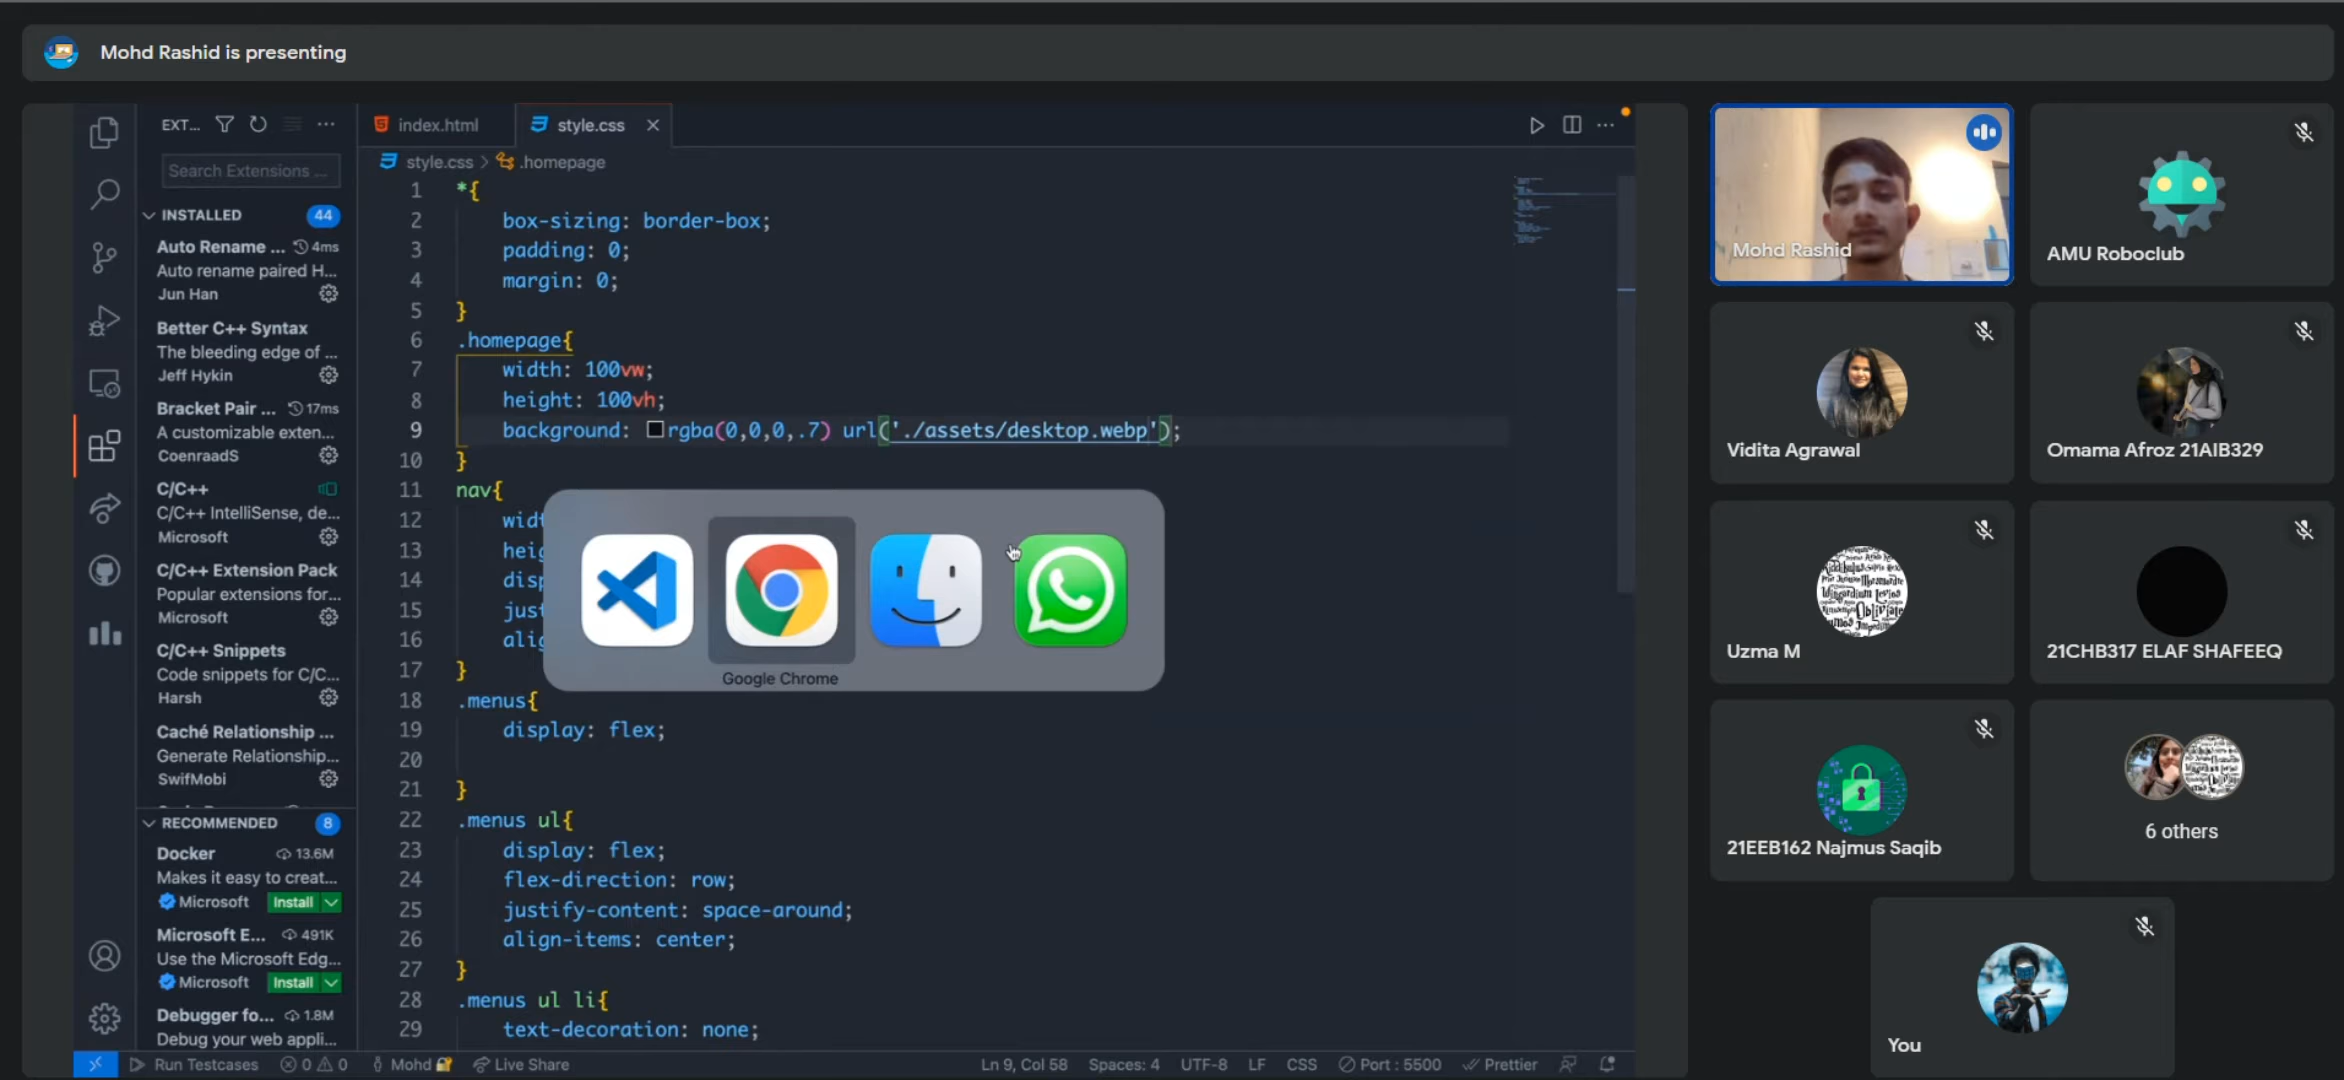 Mohd Rashid is presenting
EXT...
Search Extensions ...
INSTALLED 44
Auto Rename ... 4ms
Auto rename paired H...
Jun Han
Better C++ Syntax
The bleeding edge of ...
Jeff Hykin
Bracket Pair ... 17ms
A customizable exten...
CoenraadS
C/C++
C/C++ IntelliSense, de...
Microsoft
C/C++ Extension Pack
Popular extensions for...
Microsoft
C/C++ Snippets
Code snippets for C/C...
Harsh
Caché Relationship ...
Generate Relationship...
SwifMobi
RECOMMENDED 8
Docker 13.6M
Makes it easy to creat...
Microsoft Install
Microsoft E... 491K
Use the Microsoft Edg...
Microsoft Install
Debugger fo... 1.8M
Debug your web appli...
index.html style.css
style.css > .homepage
1 *{
2 box-sizing: border-box;
3 padding: 0;
4 margin: 0;
5 }
6 .homepage{
7 width: 100vw;
8 height: 100vh;
9 background: rgba(0,0,0,.7) url('./assets/desktop.webp');
10 }
11 nav{
12 widt
13 heig
14 disp
15 just
16 alig
17 }
18 .menus{
19 display: flex;
20
21 }
22 .menus ul{
23 display: flex;
24 flex-direction: row;
25 justify-content: space-around;
26 align-items: center;
27 }
28 .menus ul li{
29 text-decoration: none;
Google Chrome
Run Testcases 0 0 Mohd Live Share Ln 9, Col 58 Spaces: 4 UTF-8 LF CSS Port : 5500 Prettier
Mohd Rashid
AMU Roboclub
Vidita Agrawal
Omama Afroz 21AIB329
Uzma M
21CHB317 ELAF SHAFEEQ
21EEB162 Najmus Saqib
6 others
You